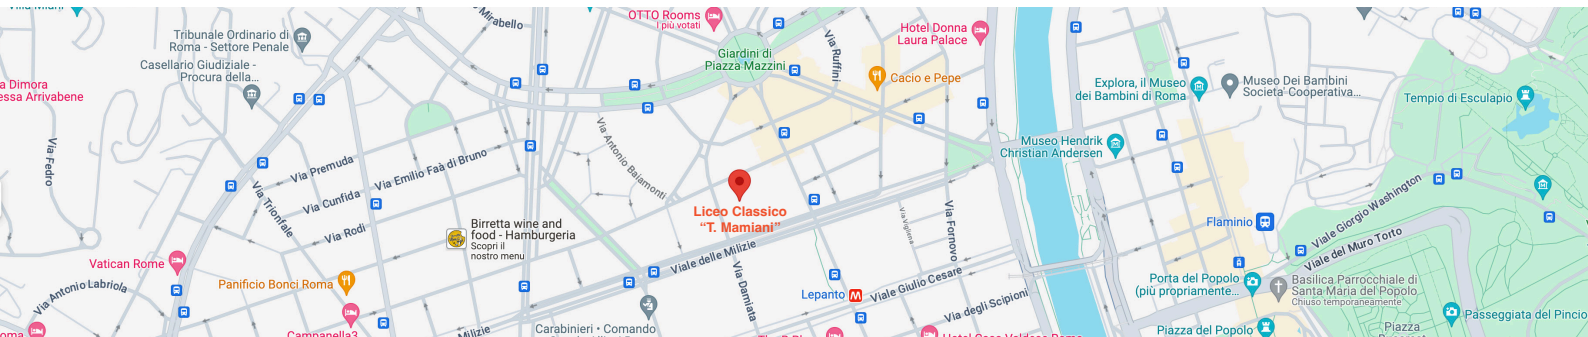 Mirabello
OTTO Rooms
I più votati
Tribunale Ordinario di
Roma - Settore Penale
Casellario Giudiziale -
Procura della...
Hotel Donna
Laura Palace
Giardini di
Piazza Mazzini
Via Ruffini
Cacio e Pepe
a Dimora
essa Arrivabene
Explora, il Museo
dei Bambini di Roma
Museo Dei Bambini
Societa' Cooperativa...
Tempio di Esculapio
Museo Hendrik
Christian Andersen
Via Fedro
Via Premuda
Via Emilio Faà di Bruno
Via Antonio Baiamonti
Via Cunfida
Via Trionfale
Via Rodi
Liceo Classico
“T. Mamiani”
Birretta wine and
food - Hamburgeria
Scopri il
nostro menu
Via Vigliena
Via Fornovo
Flaminio
Viale Giorgio Washington
Viale del Muro Torto
Viale delle Milizie
Vatican Rome
Panificio Bonci Roma
Via Antonio Labriola
Via Damiata
Lepanto
M
Viale Giulio Cesare
Via degli Scipioni
Porta del Popolo
(più propriamente...
Basilica Parrocchiale di
Santa Maria del Popolo
Chiuso temporaneamente
Passeggiata del Pincio
Campanella3
Milizie
Carabinieri • Comando
Piazza del Popolo
Piazza
oma